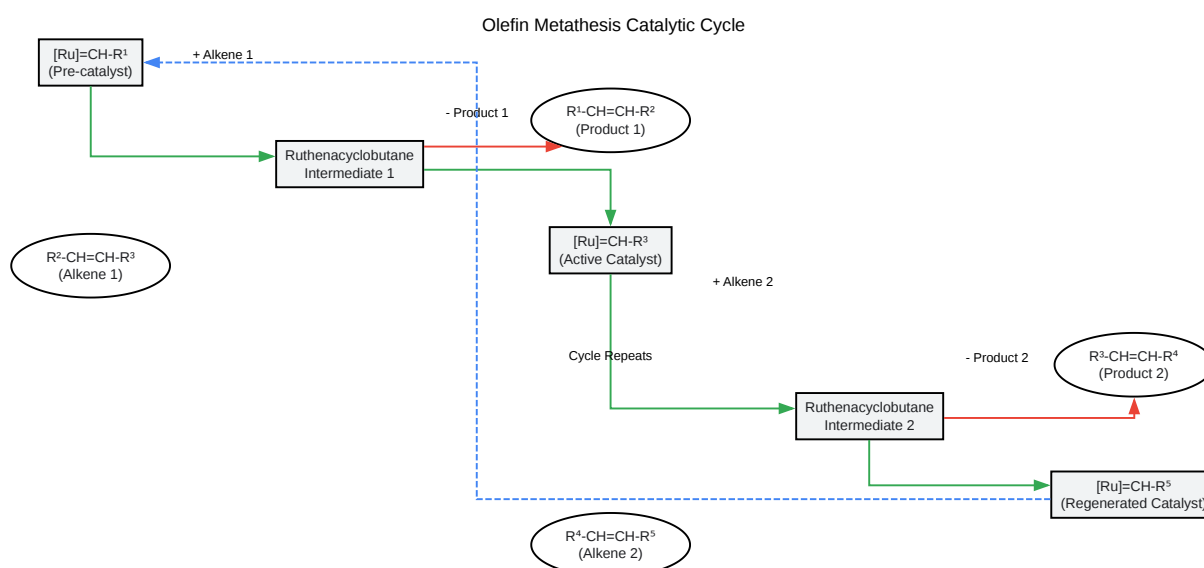 Olefin Metathesis Catalytic Cycle
[Ru]=CH-R¹
(Pre-catalyst)
+ Alkene 1
- Product 1
R¹-CH=CH-R²
(Product 1)
Ruthenacyclobutane
Intermediate 1
R²-CH=CH-R³
(Alkene 1)
[Ru]=CH-R³
(Active Catalyst)
+ Alkene 2
Cycle Repeats
- Product 2
R³-CH=CH-R⁴
(Product 2)
Ruthenacyclobutane
Intermediate 2
[Ru]=CH-R⁵
(Regenerated Catalyst)
R⁴-CH=CH-R⁵
(Alkene 2)